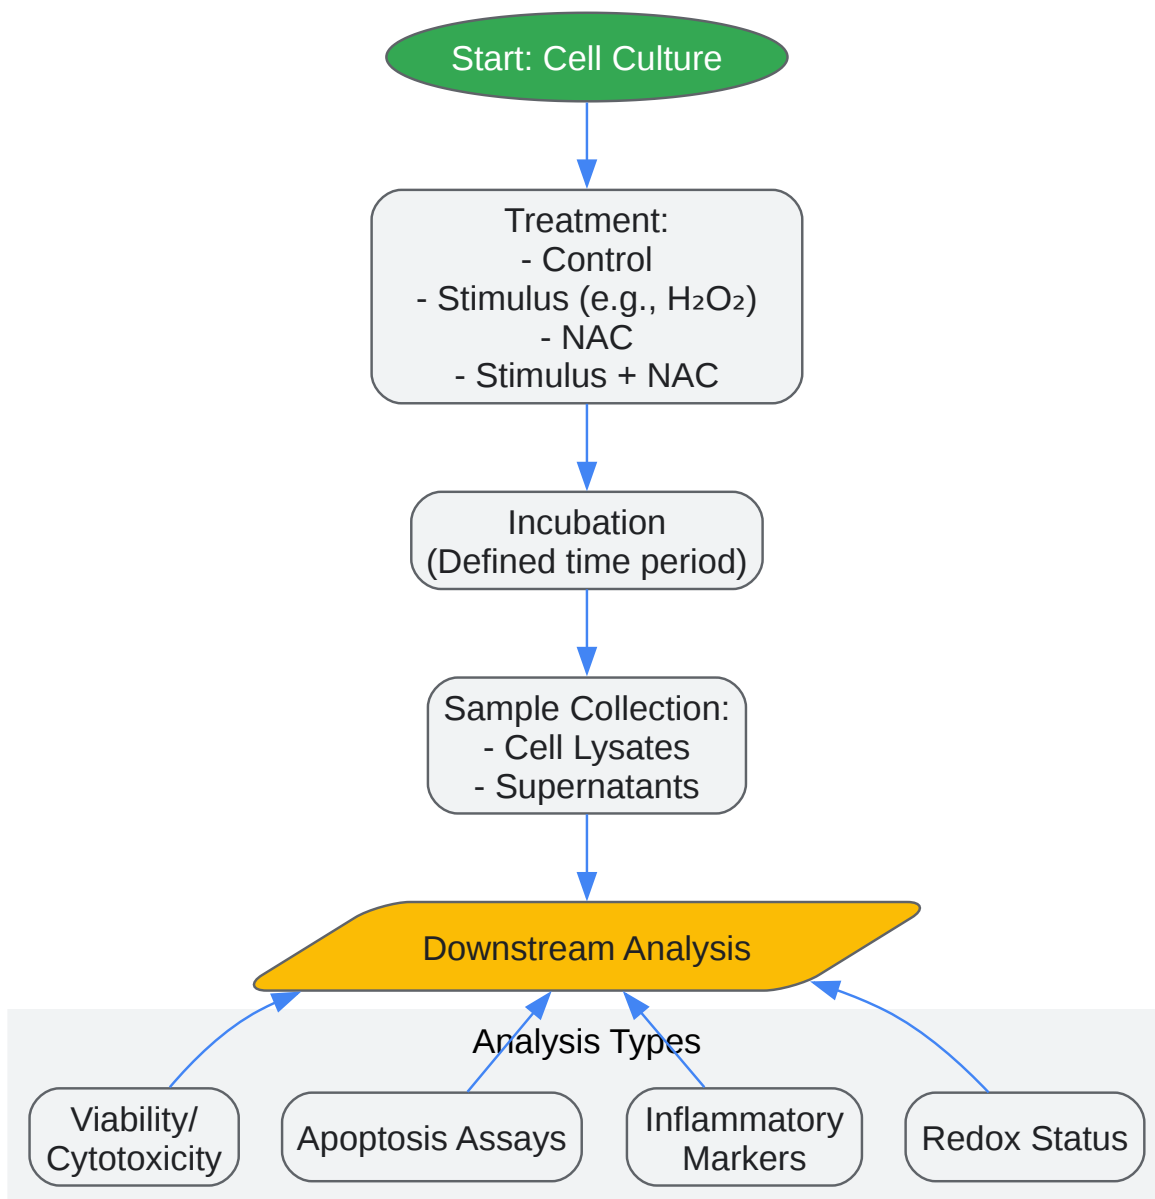 Start: Cell Culture
Treatment:
- Control
- Stimulus (e.g., H₂O₂)
- NAC
- Stimulus + NAC
Incubation
(Defined time period)
Sample Collection:
- Cell Lysates
- Supernatants
Downstream Analysis
Analysis Types
Viability/
Cytotoxicity
Apoptosis Assays
Inflammatory
Markers
Redox Status